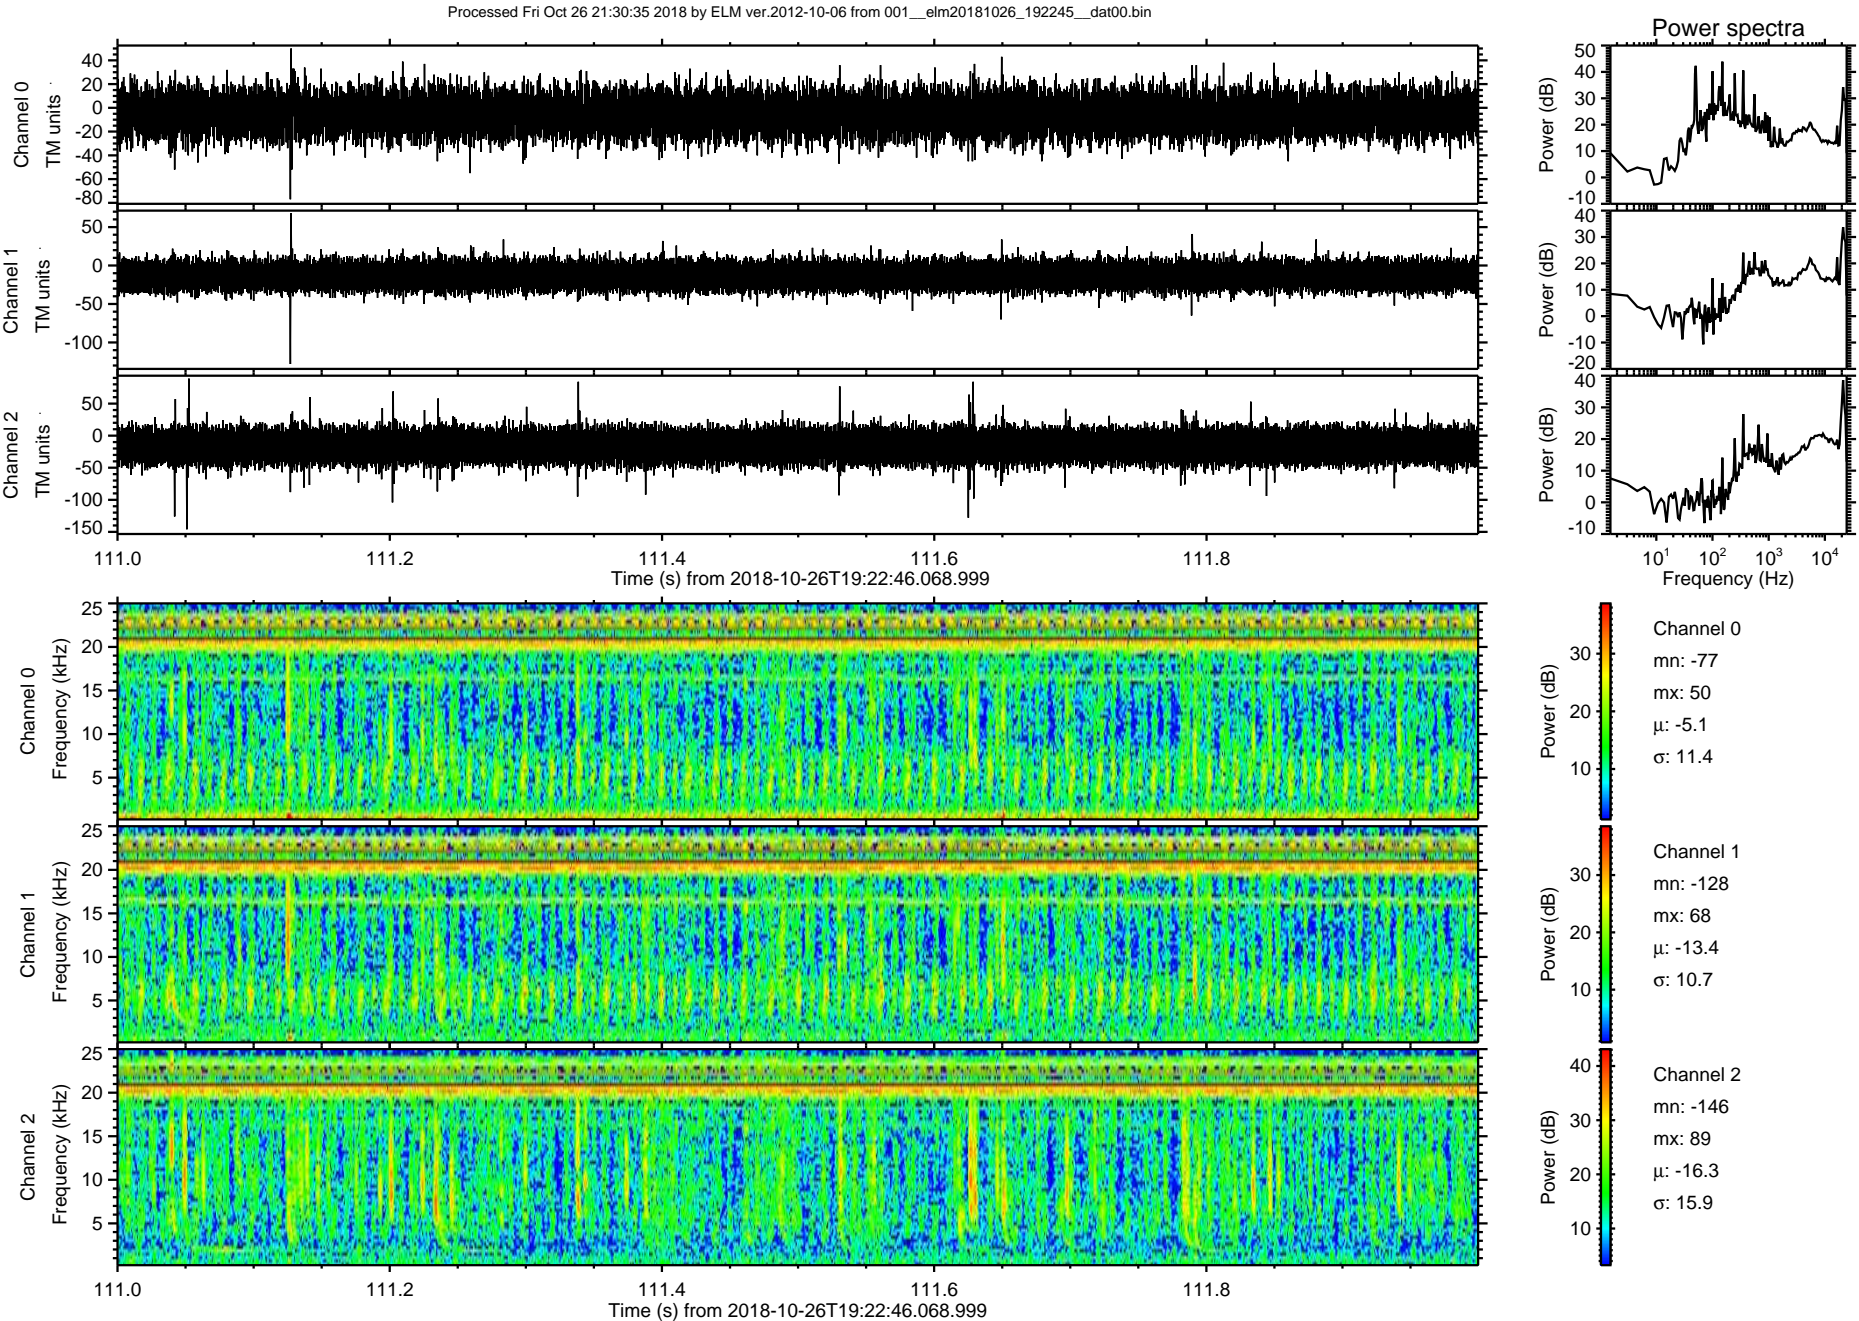 Processed Fri Oct 26 21:30:35 2018 by ELM ver.2012-10-06 from 001__elm20181026_192245__dat00.bin
Power spectra
Channel 0
TM units
40
20
0
-20
-40
-60
-80
Power (dB)
50
40
30
20
10
0
-10
Channel 1
TM units
50
0
-50
-100
Power (dB)
40
30
20
10
0
-10
-20
Channel 2
TM units
50
0
-50
-100
-150
Power (dB)
40
30
20
10
0
-10
111.0 111.2 111.4 111.6 111.8
Time (s) from 2018-10-26T19:22:46.068.999
10^1 10^2 10^3 10^4
Frequency (Hz)
Channel 0
Frequency (kHz)
25
20
15
10
5
Power (dB)
30
20
10
Channel 0
mn: -77
mx: 50
μ: -5.1
σ: 11.4
Channel 1
Frequency (kHz)
25
20
15
10
5
Power (dB)
30
20
10
Channel 1
mn: -128
mx: 68
μ: -13.4
σ: 10.7
Channel 2
Frequency (kHz)
25
20
15
10
5
Power (dB)
40
30
20
10
Channel 2
mn: -146
mx: 89
μ: -16.3
σ: 15.9
111.0 111.2 111.4 111.6 111.8
Time (s) from 2018-10-26T19:22:46.068.999